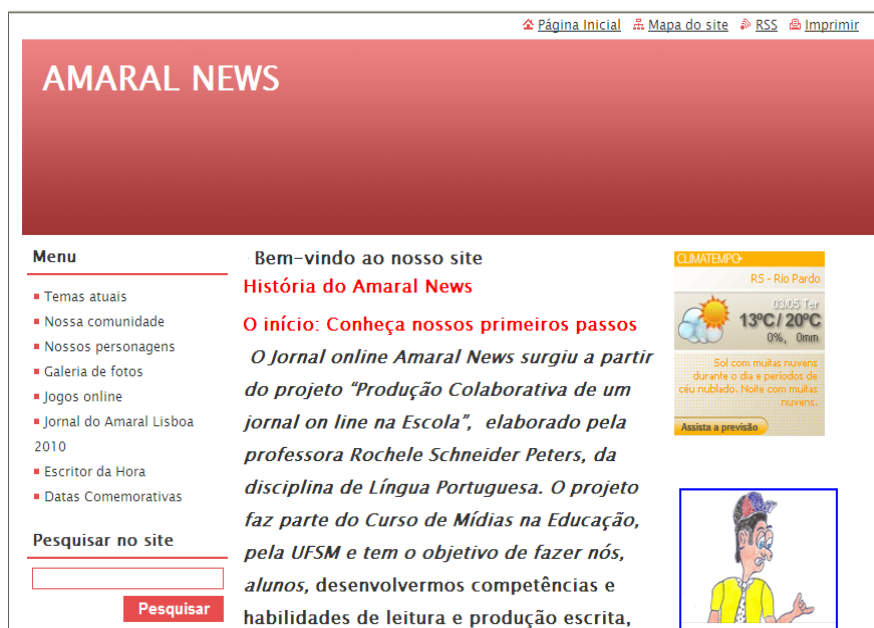 Página Inicial Mapa do site RSS Imprimir
AMARAL NEWS
Menu
Temas atuais
Nossa comunidade
Nossos personagens
Galeria de fotos
Jogos online
Jornal do Amaral Lisboa
2010
Escritor da Hora
Datas Comemorativas
Pesquisar no site
Pesquisar
Bem-vindo ao nosso site
História do Amaral News
O início: Conheça nossos primeiros passos
O Jornal online Amaral News surgiu a partir
do projeto “Produção Colaborativa de um
jornal on line na Escola”, elaborado pela
professora Rochele Schneider Peters, da
disciplina de Língua Portuguesa. O projeto
faz parte do Curso de Mídias na Educação,
pela UFSM e tem o objetivo de fazer nós,
alunos, desenvolvermos competências e
habilidades de leitura e produção escrita,
CLIMATEMPO
RS - Rio Pardo
03/05 Ter
13ºC / 20ºC
0%, 0mm
Sol com muitas nuvens
durante o dia e períodos de
céu nublado. Noite com muitas
nuvens.
Assista a previsão